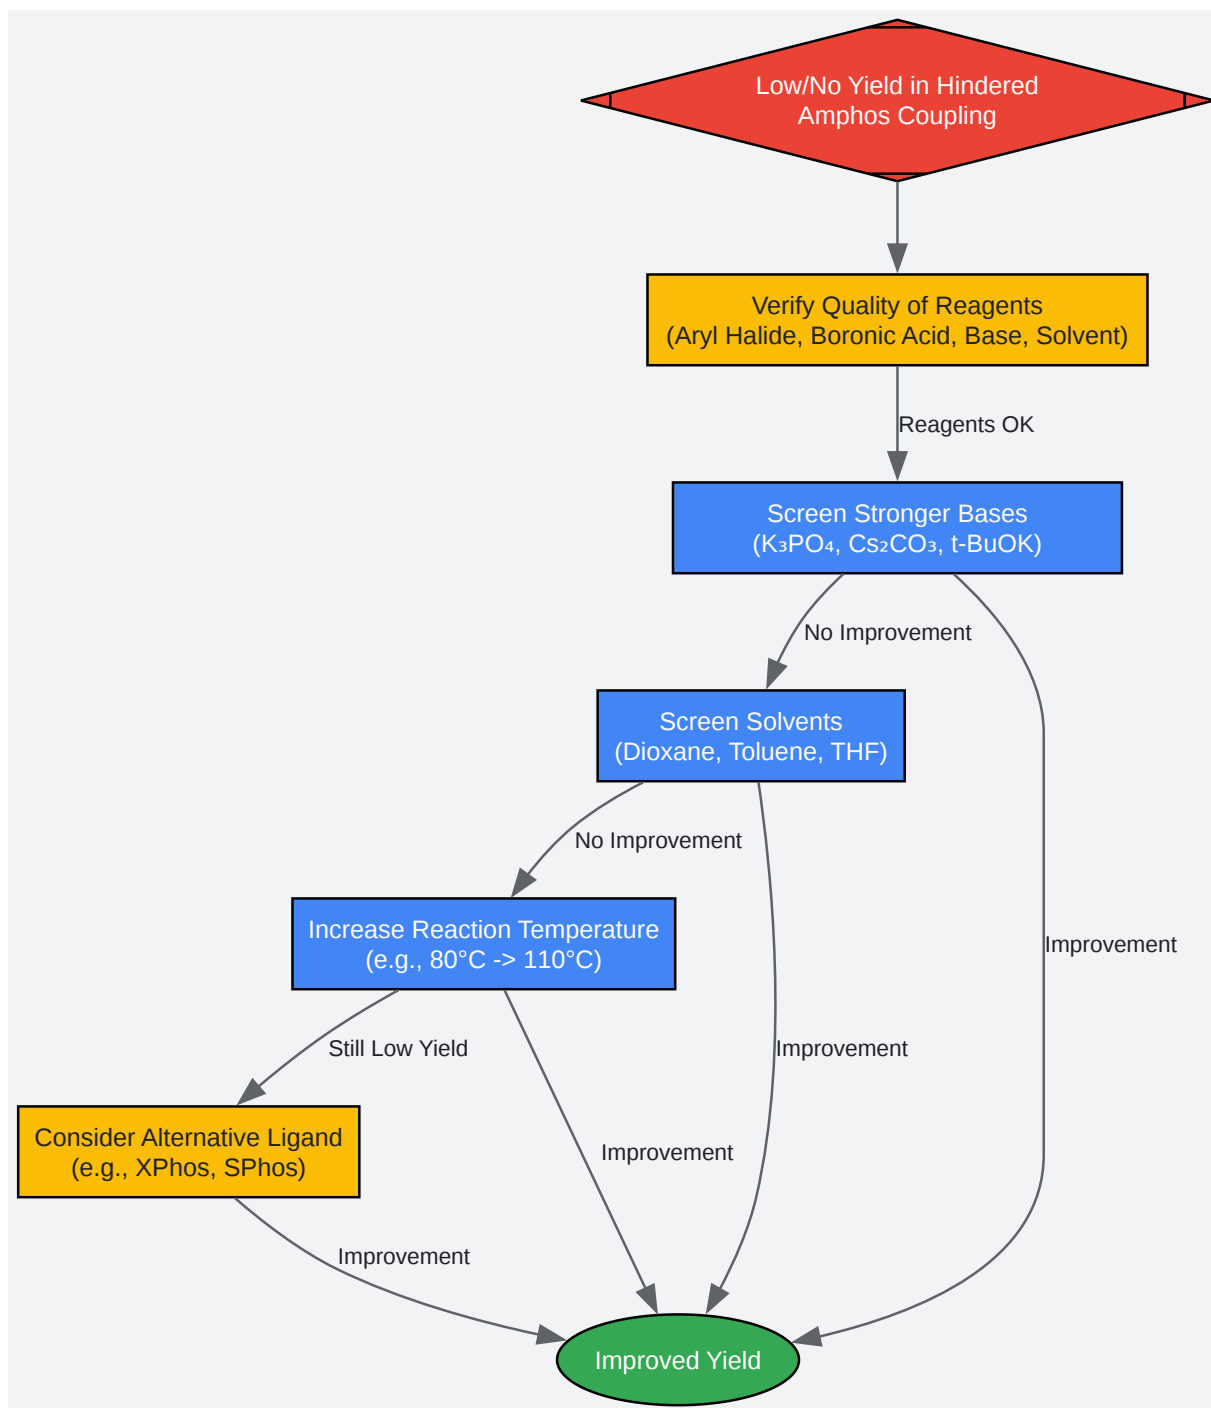 Low/No Yield in Hindered
Amphos Coupling
Verify Quality of Reagents
(Aryl Halide, Boronic Acid, Base, Solvent)
Reagents OK
Screen Stronger Bases
(K₃PO₄, Cs₂CO₃, t-BuOK)
No Improvement
Screen Solvents
(Dioxane, Toluene, THF)
No Improvement
Increase Reaction Temperature
(e.g., 80°C -> 110°C)
Improvement
Still Low Yield
Improvement
Consider Alternative Ligand
(e.g., XPhos, SPhos)
Improvement
Improvement
Improved Yield